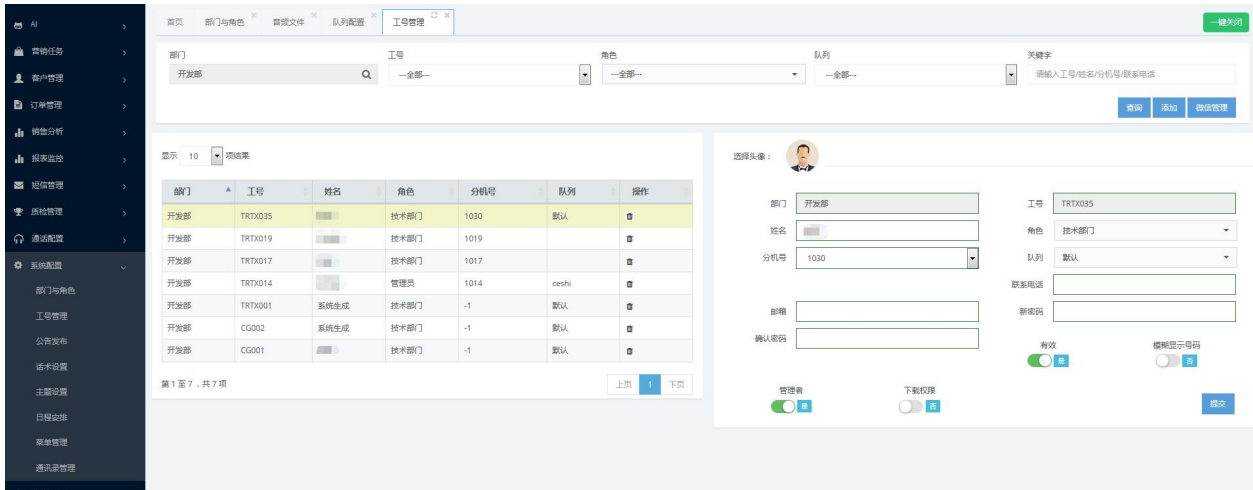 AI
营销任务
客户管理
订单管理
销售分析
报表监控
短信管理
质检管理
通话配置
系统配置
部门与角色
工号管理
公告发布
话术设置
主题设置
日程安排
菜单管理
通讯录管理
首页 部门与角色 音频文件 队列配置 工号管理 一键关闭
部门 工号 角色 队列 关键字
开发部 ---全部--- ---全部--- ---全部--- 请输入工号/姓名/分机号/联系电话
查询 添加 微信管理
显示 10 项结果
部门 工号 姓名 角色 分机号 队列 操作
开发部 TRTX035 技术部门 1030 默认
开发部 TRTX019 技术部门 1019
开发部 TRTX017 技术部门 1017
开发部 TRTX014 管理员 1014 ceshi
开发部 TRTX001 系统生成 技术部门 -1 默认
开发部 CG002 系统生成 技术部门 -1 默认
开发部 CG001 技术部门 -1 默认
第 1 至 7 ，共 7 项 上页 1 下页
选择头像：
部门 开发部 工号 TRTX035
姓名 角色 技术部门
分机号 1030 队列 默认
联系电话
邮箱 新密码
确认密码
有效 模糊显示号码
是 否
管理者 下载权限
是 否 提交